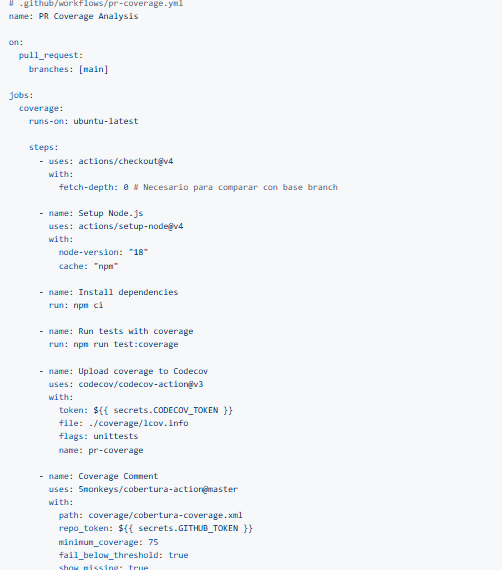 # .github/workflows/pr-coverage.yml
name: PR Coverage Analysis

on:
  pull_request:
    branches: [main]

jobs:
  coverage:
    runs-on: ubuntu-latest

    steps:
      - uses: actions/checkout@v4
        with:
          fetch-depth: 0 # Necesario para comparar con base branch

      - name: Setup Node.js
        uses: actions/setup-node@v4
        with:
          node-version: "18"
          cache: "npm"

      - name: Install dependencies
        run: npm ci

      - name: Run tests with coverage
        run: npm run test:coverage

      - name: Upload coverage to Codecov
        uses: codecov/codecov-action@v3
        with:
          token: ${{ secrets.CODECOV_TOKEN }}
          file: ./coverage/lcov.info
          flags: unittests
          name: pr-coverage

      - name: Coverage Comment
        uses: 5monkeys/cobertura-action@master
        with:
          path: coverage/cobertura-coverage.xml
          repo_token: ${{ secrets.GITHUB_TOKEN }}
          minimum_coverage: 75
          fail_below_threshold: true
          show_missing: true